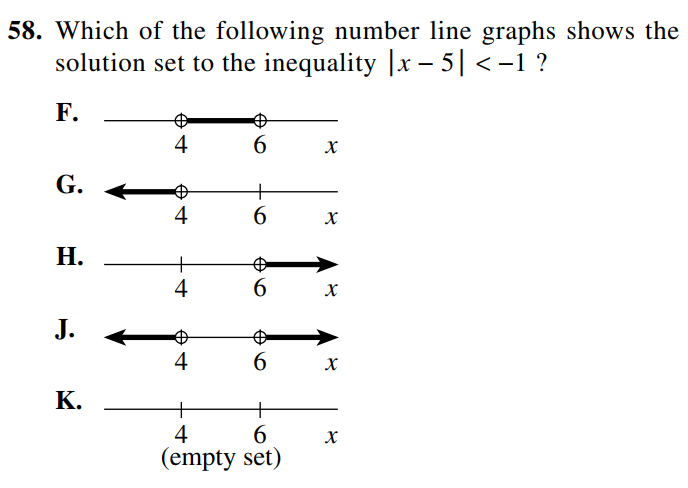 58. Which of the following number line graphs shows the
solution set to the inequality |x – 5| < –1 ?
F.
4 6 x
G.
4 6 x
H.
4 6 x
J.
4 6 x
K.
4 6 x
(empty set)